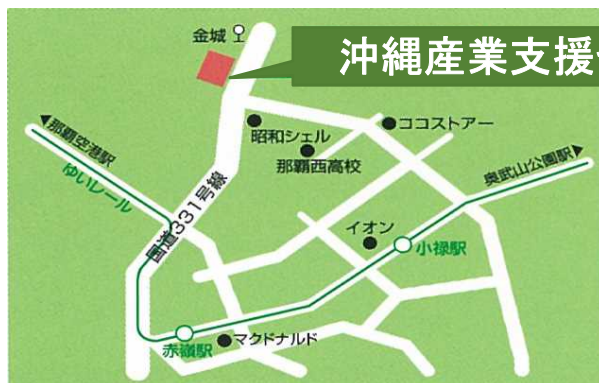 金城
沖縄産業支援
昭和シェル
ココストアー
那覇西高校
那覇空港駅
ゆいレール
国道331号線
奥武山公園駅
イオン
小禄駅
マクドナルド
赤嶺駅